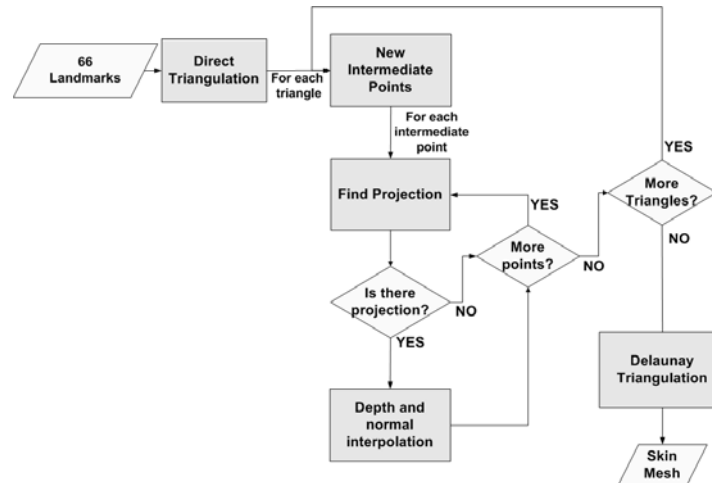 66
Landmarks
Direct
Triangulation
For each
triangle
New
Intermediate
Points
For each
intermediate
point
Find Projection
Is there
projection?
NO
YES
Depth and
normal
interpolation
YES
More
points?
NO
YES
More
Triangles?
NO
Delaunay
Triangulation
Skin
Mesh